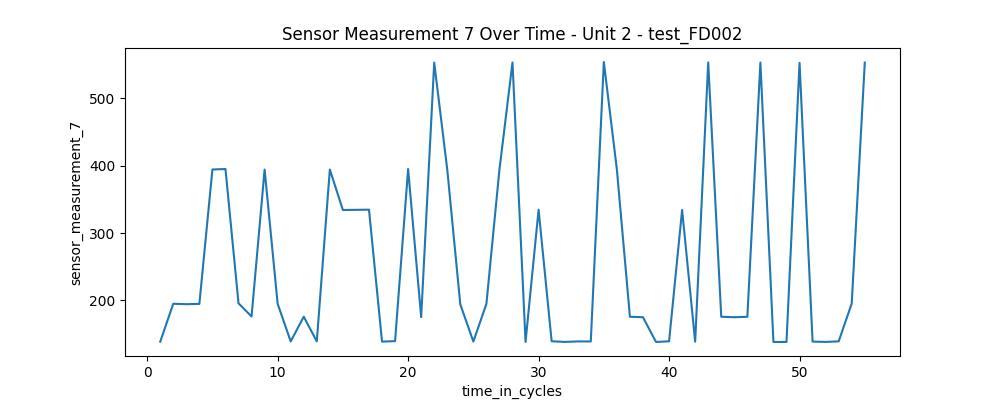 Sensor Measurement 7 Over Time - Unit 2 - test_FD002
sensor_measurement_7
500
400
300
200
0 10 20 30 40 50
time_in_cycles